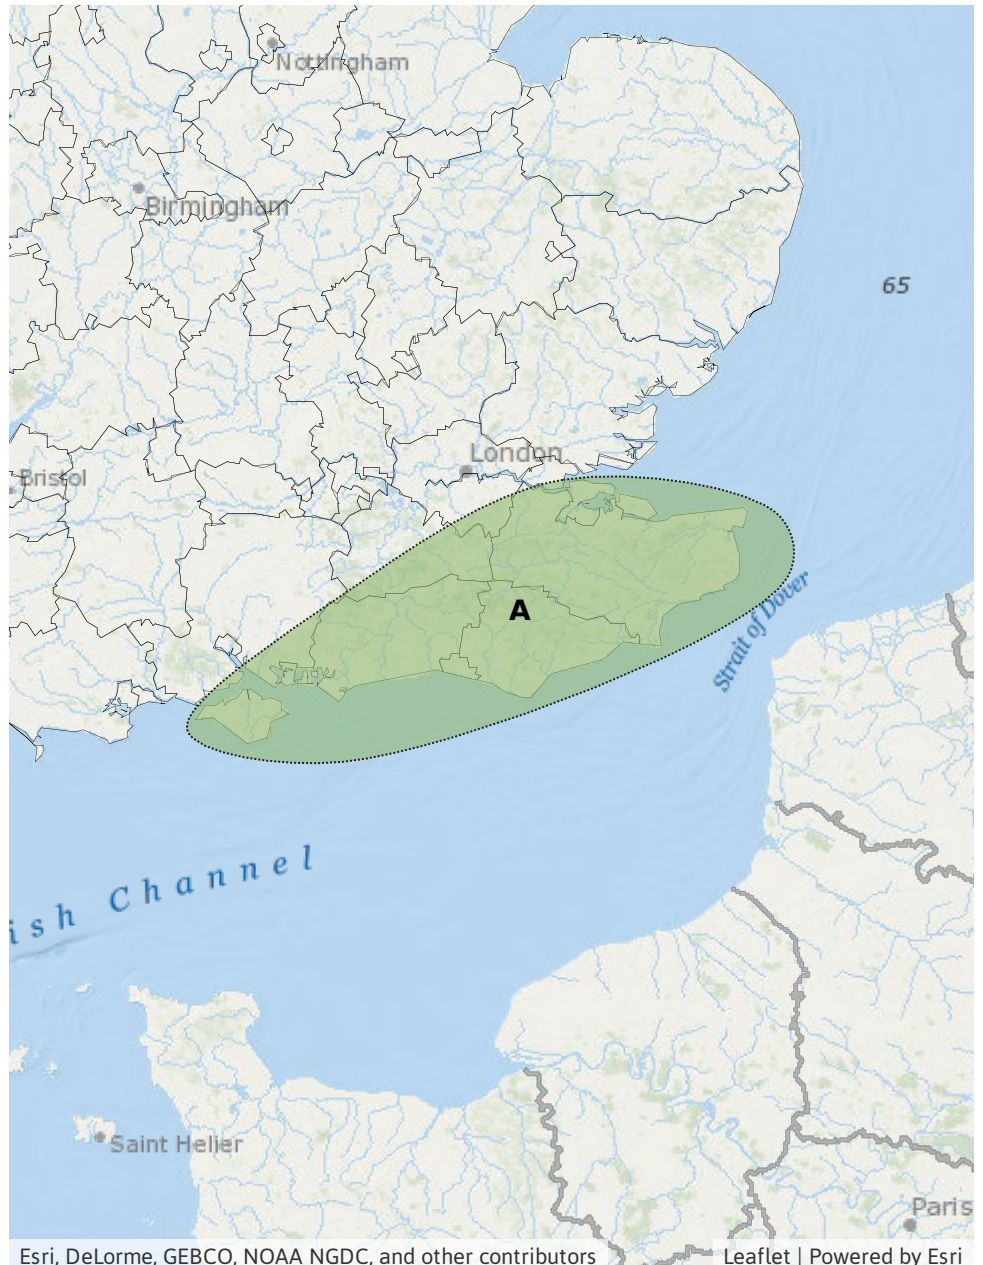 Nottingham
Birmingham
65
London
Bristol
A
Strait of Dover
ish Channel
Saint Helier
Paris
Esri, DeLorme, GEBCO, NOAA NGDC, and other contributors
Leaflet | Powered by Esri